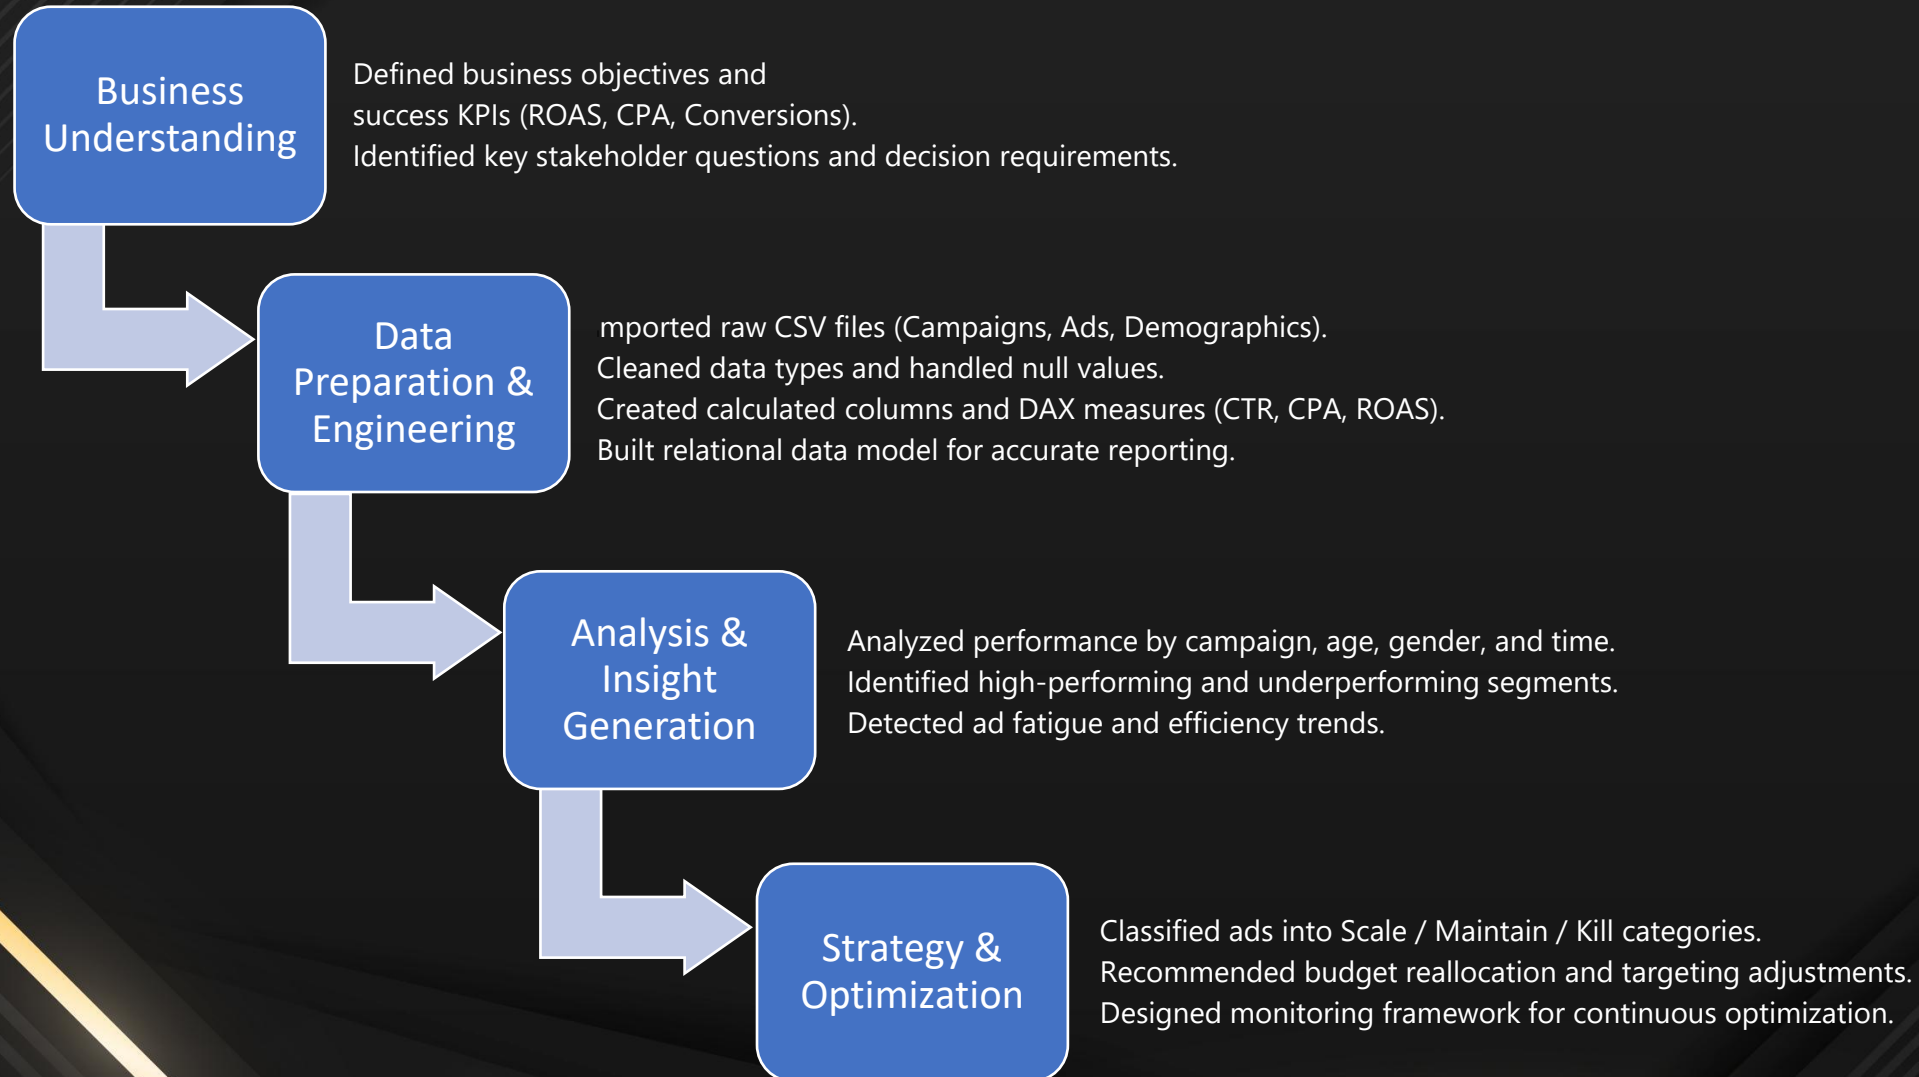 Business
Understanding
Defined business objectives and
success KPIs (ROAS, CPA, Conversions).
Identified key stakeholder questions and decision requirements.
Data
Preparation &
Engineering
mported raw CSV files (Campaigns, Ads, Demographics).
Cleaned data types and handled null values.
Created calculated columns and DAX measures (CTR, CPA, ROAS).
Built relational data model for accurate reporting.
Analysis &
Insight
Generation
Analyzed performance by campaign, age, gender, and time.
Identified high-performing and underperforming segments.
Detected ad fatigue and efficiency trends.
Strategy &
Optimization
Classified ads into Scale / Maintain / Kill categories.
Recommended budget reallocation and targeting adjustments.
Designed monitoring framework for continuous optimization.